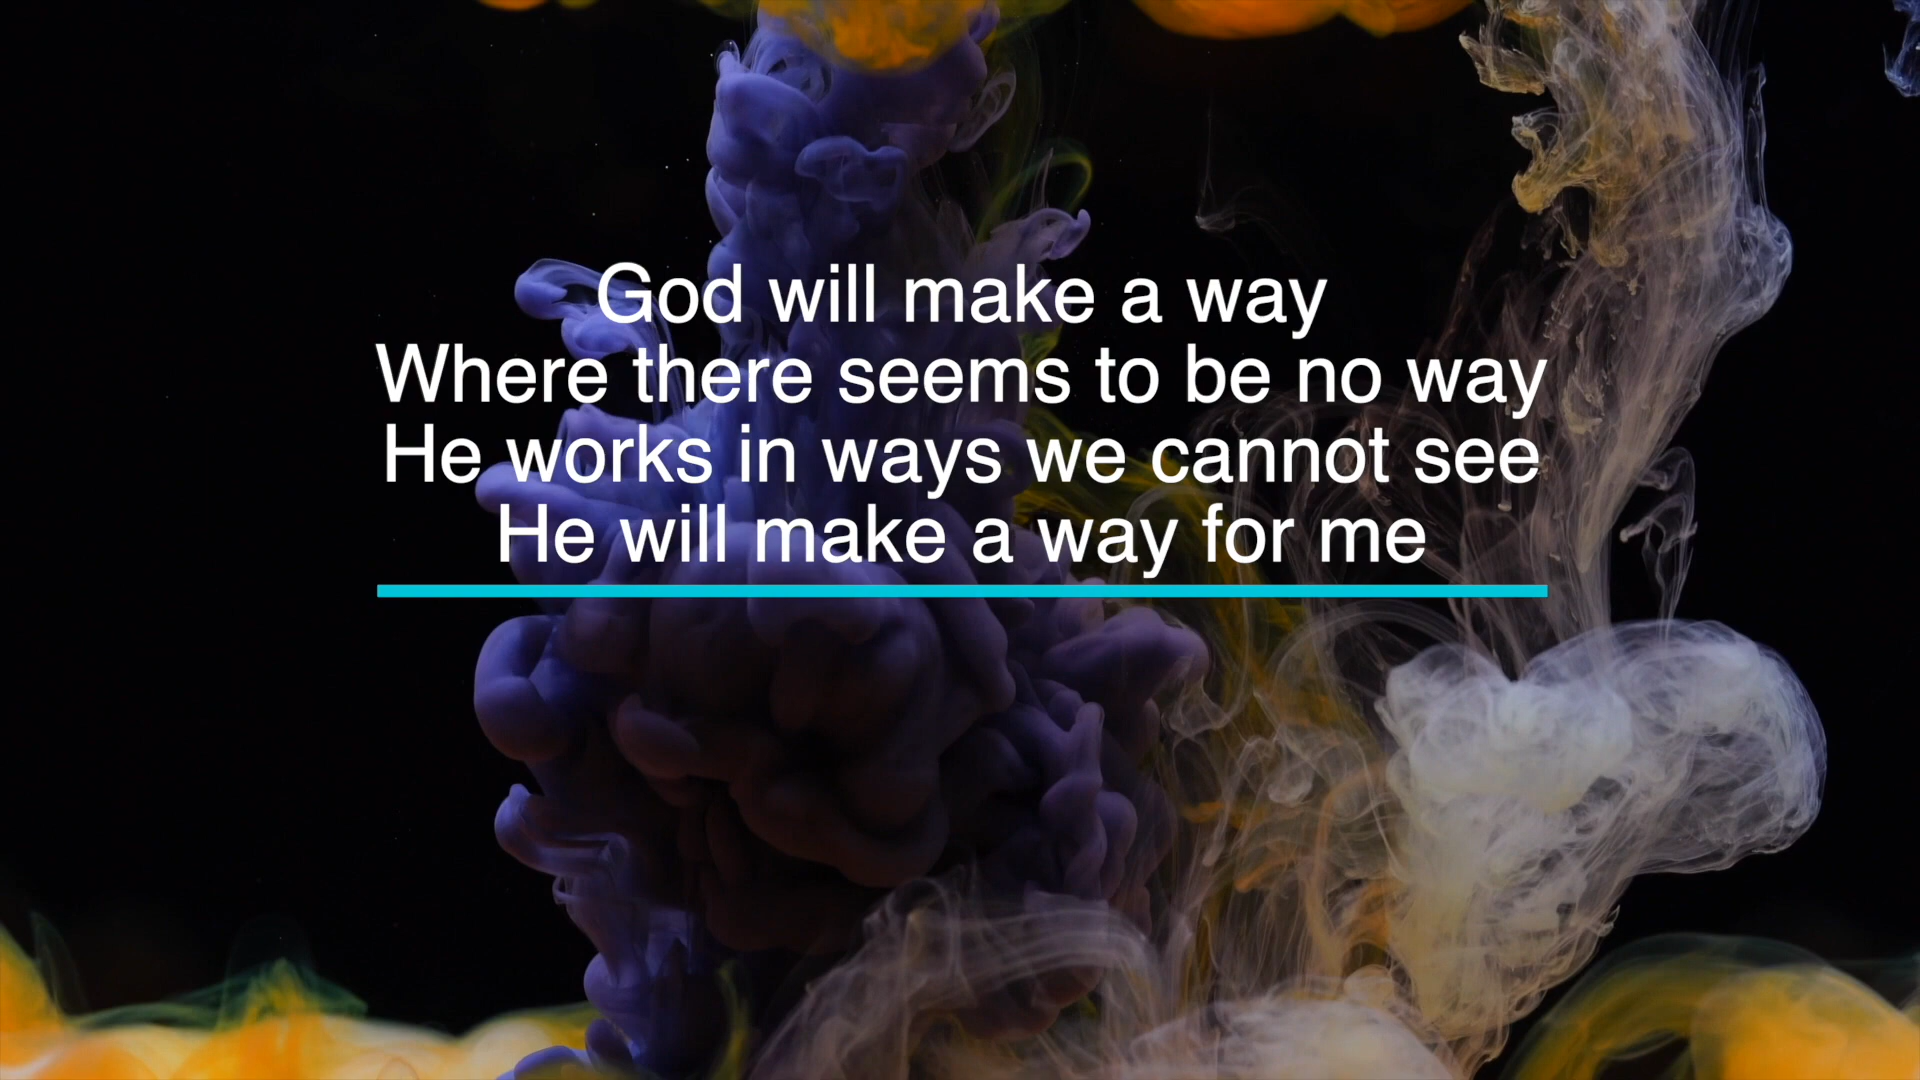 God will make a way
Where there seems to be no way
He works in ways we cannot see
He will make a way for me